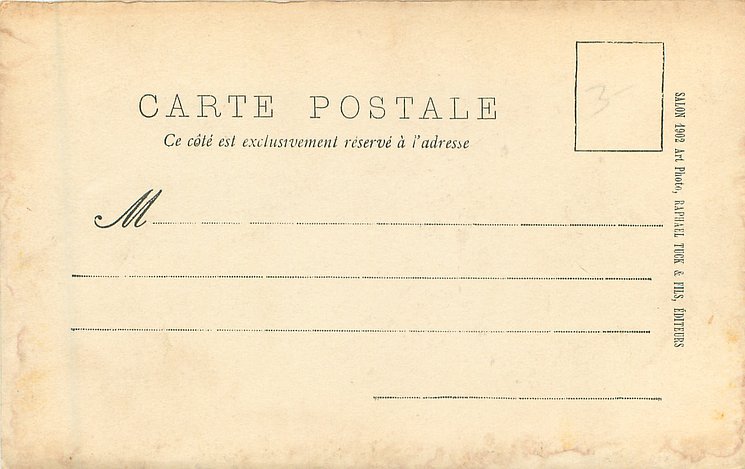 CARTE POSTALE
Ce côté est exclusivement réservé à l'adresse
3-
M
SALON 1902 Art Photo, RAPHAEL TUCK & FILS, ÉDITEURS